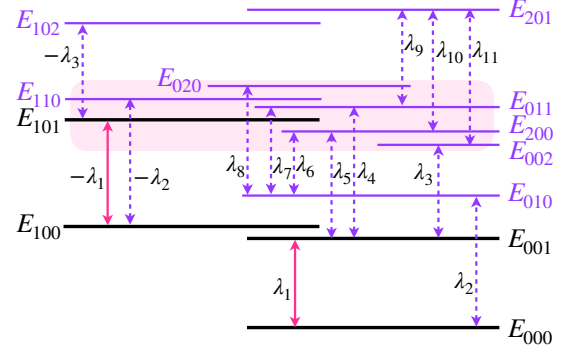 E₁₀₂
E₂₀₁
−λ₃
λ₉
λ₁₀
λ₁₁
E₀₂₀
E₁₁₀
E₁₀₁
E₀₁₁
E₂₀₀
E₀₀₂
−λ₁
−λ₂
λ₈
λ₇
λ₆
λ₅
λ₄
λ₃
E₀₁₀
E₁₀₀
E₀₀₁
λ₁
λ₂
E₀₀₀